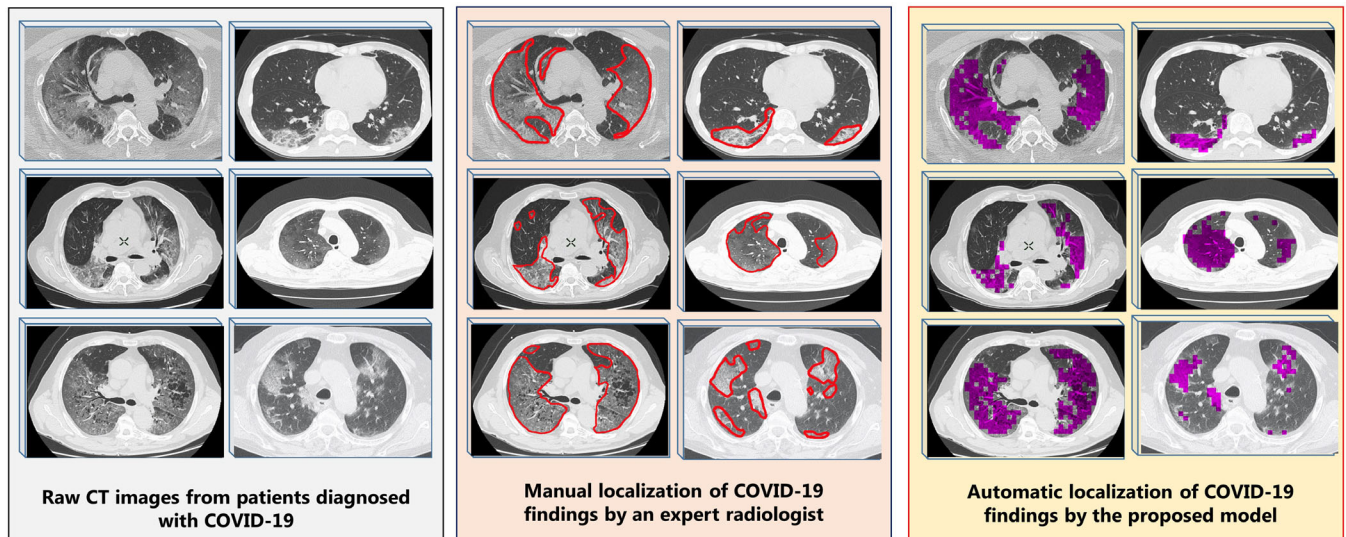 Raw CT images from patients diagnosed
with COVID-19
Manual localization of COVID-19
findings by an expert radiologist
Automatic localization of COVID-19
findings by the proposed model